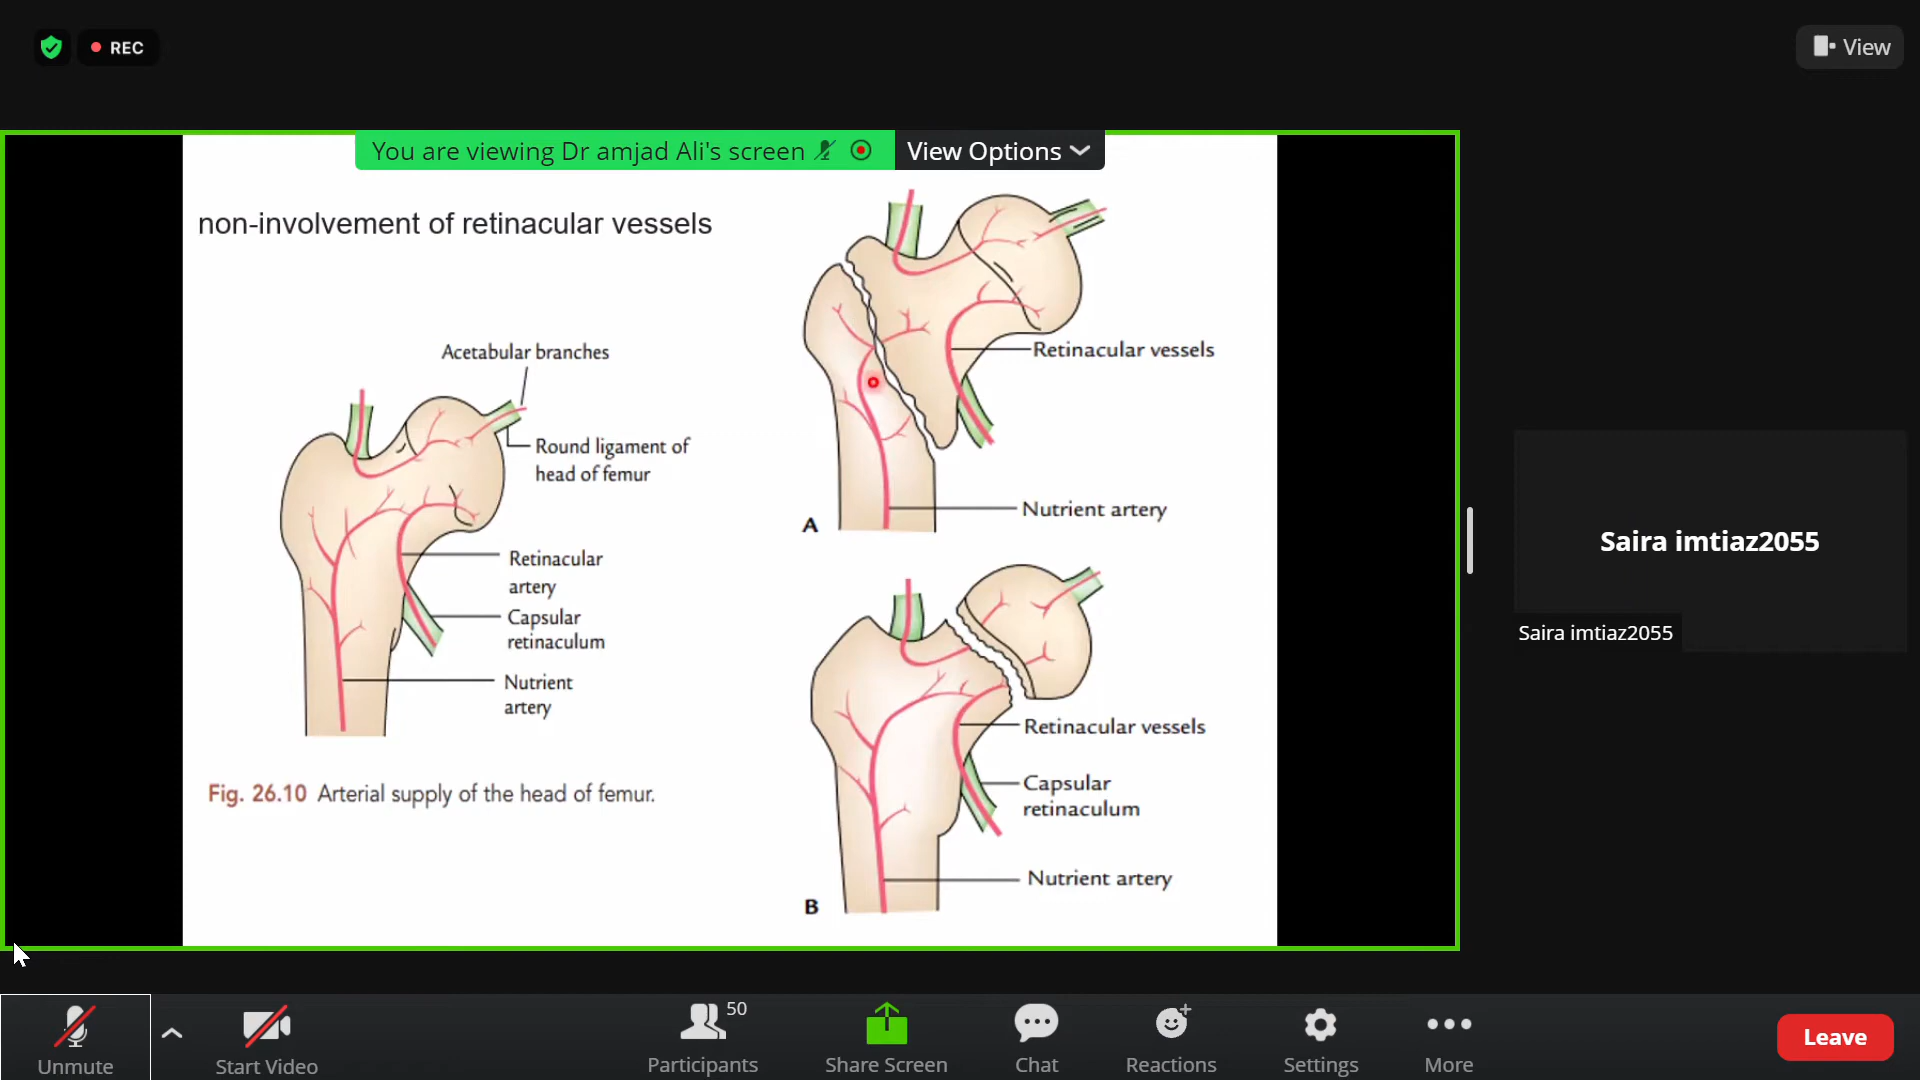 REC
View
You are viewing Dr amjad Ali's screen
View Options
non-involvement of retinacular vessels
Acetabular branches
Round ligament of
head of femur
Retinacular
artery
Capsular
retinaculum
Nutrient
artery
Fig. 26.10 Arterial supply of the head of femur.
Retinacular vessels
Nutrient artery
A
Retinacular vessels
Capsular
retinaculum
Nutrient artery
B
Saira imtiaz2055
Saira imtiaz2055
Unmute
Start Video
50
Participants
Share Screen
Chat
Reactions
Settings
More
Leave